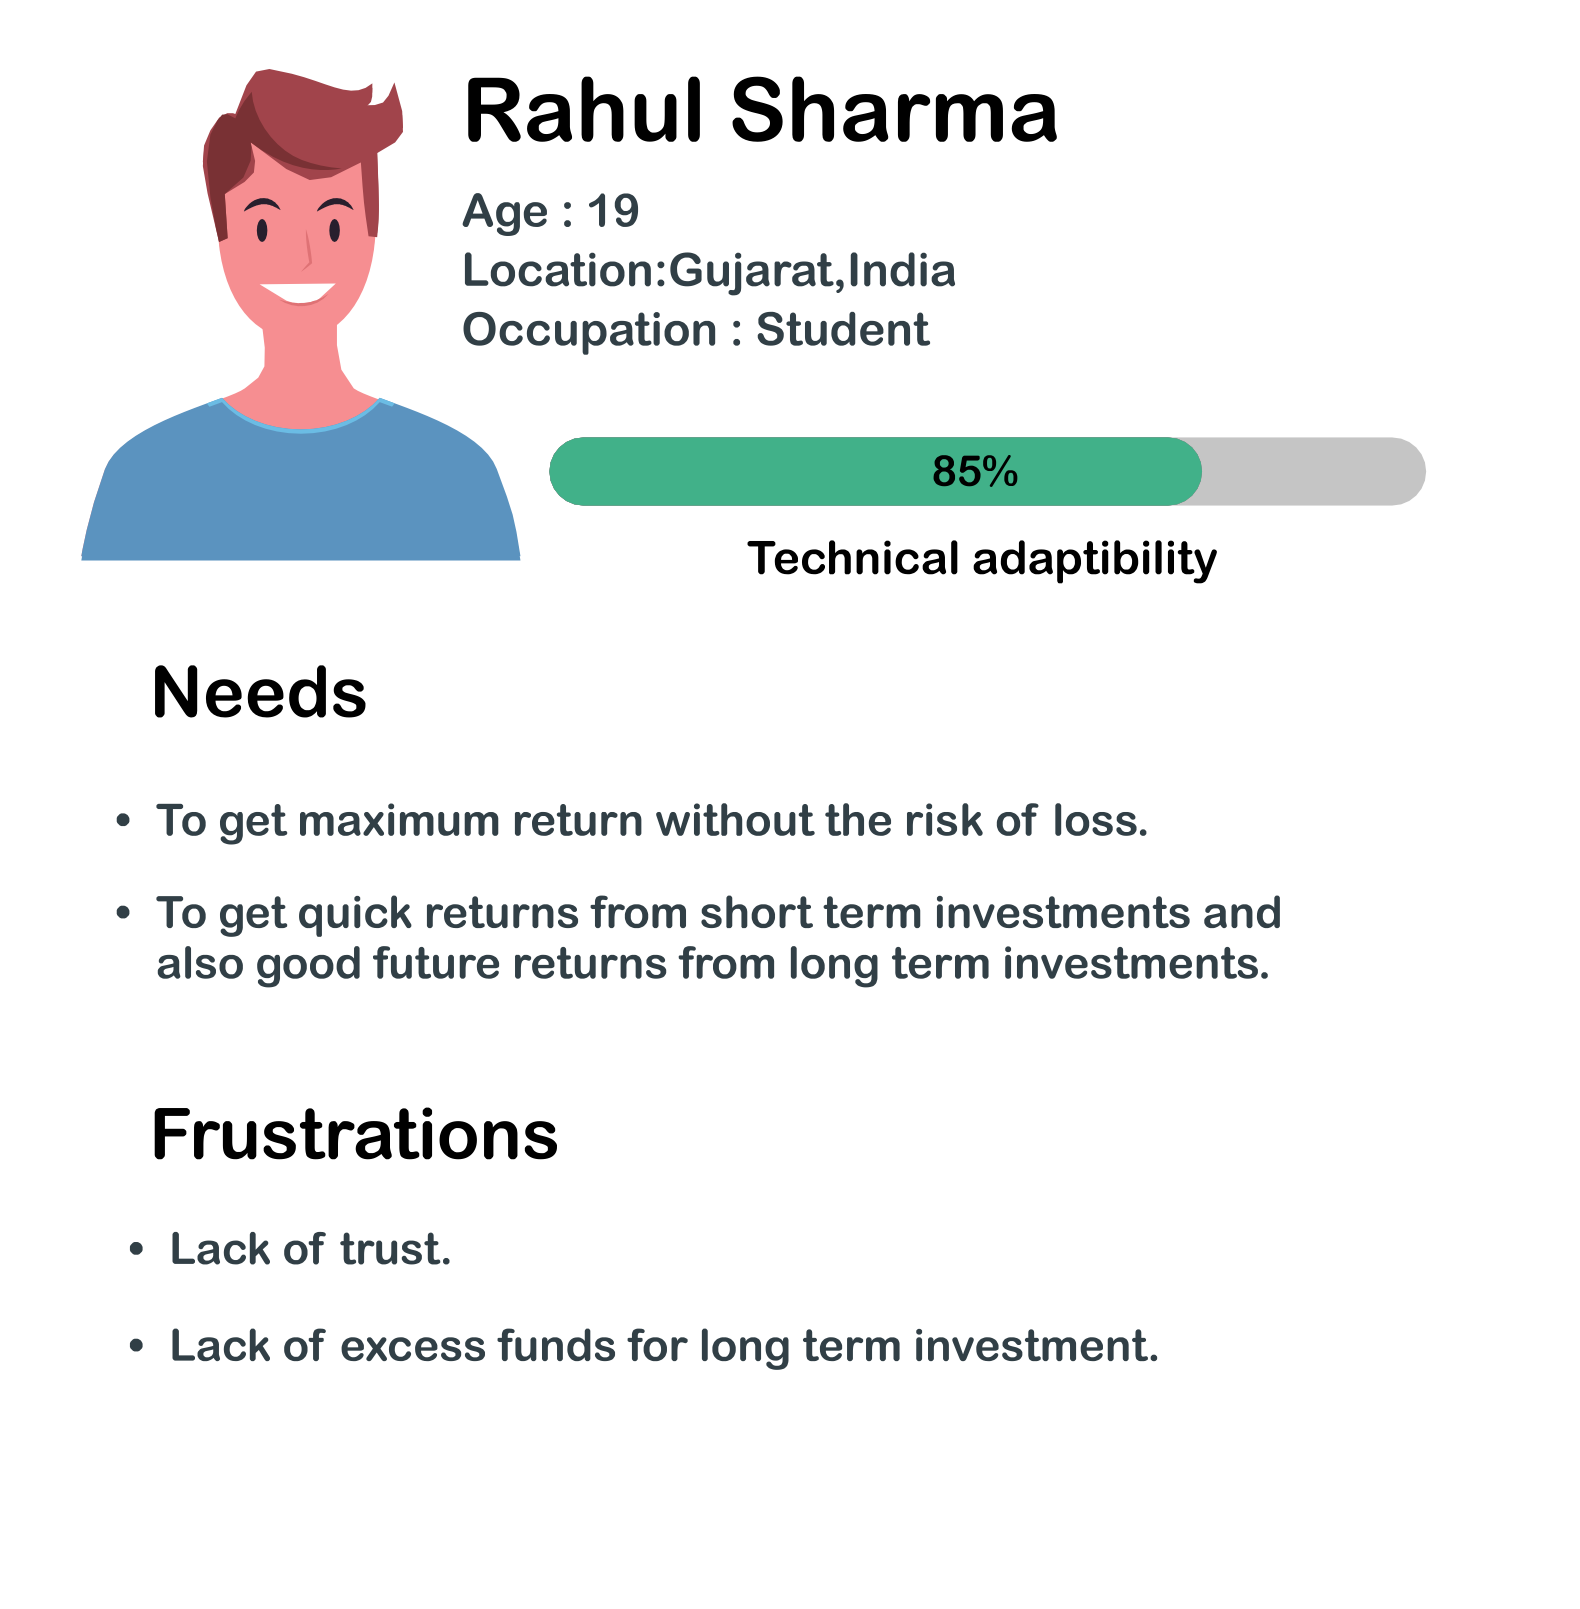 Rahul Sharma
Age : 19
Location:Gujarat,India
Occupation : Student
85%
Technical adaptibility
Needs
• To get maximum return without the risk of loss.
• To get quick returns from short term investments and
also good future returns from long term investments.
Frustrations
• Lack of trust.
• Lack of excess funds for long term investment.